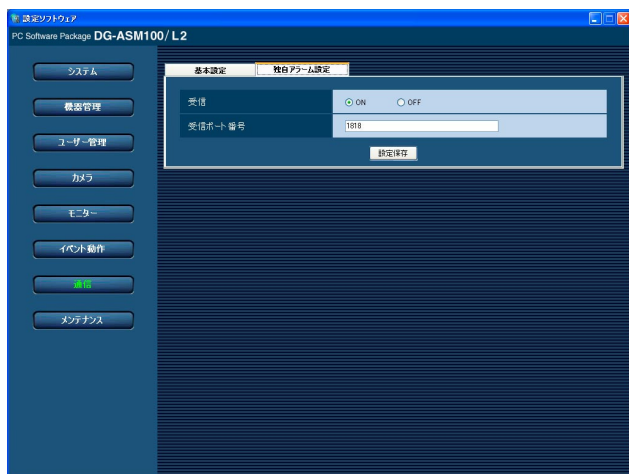 設定ソフトウェア
PC Software Package DG-ASM100/ L2
システム
機器管理
ユーザー管理
カメラ
モニター
イベント動作
通信
メンテナンス
基本設定 独自アラーム設定
受信 ON OFF
受信ポート番号 1818
設定保存